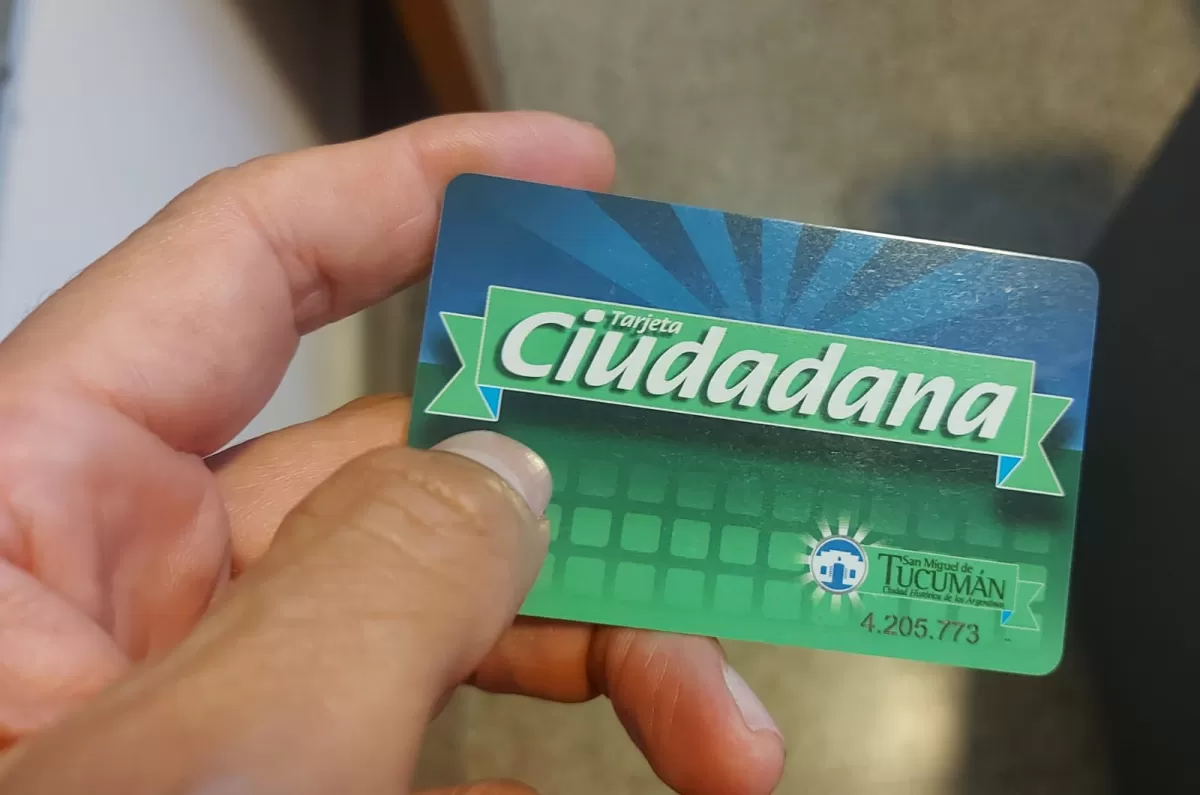 Tarjeta
Ciudadana
San Miguel de
TUCUMÁN
Ciudad Histórica de los Argentinos
4.205.773